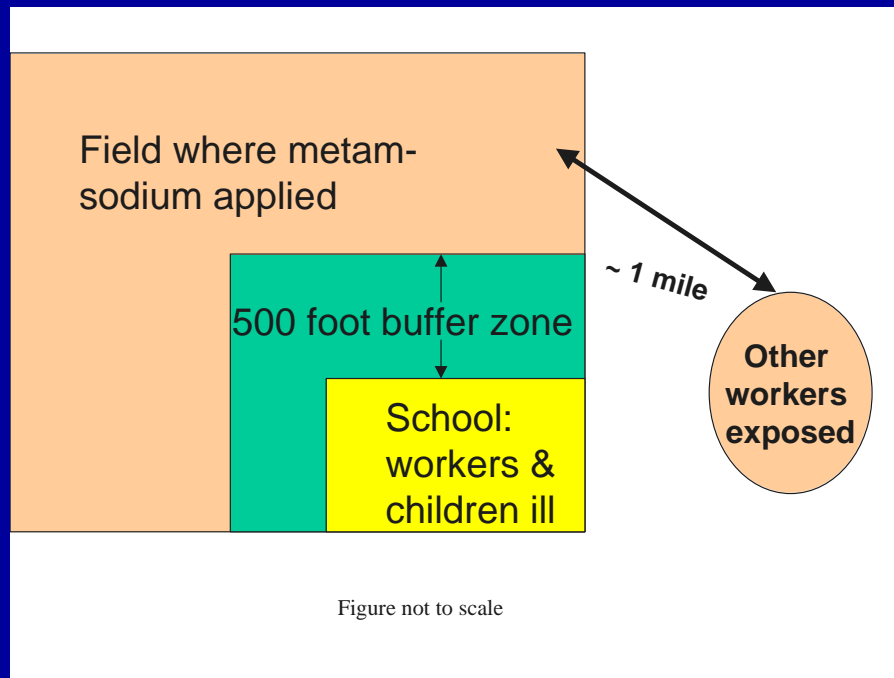 Field where metam-
sodium applied
~ 1 mile
500 foot buffer zone
Other
workers
exposed
School:
workers &
children ill
Figure not to scale